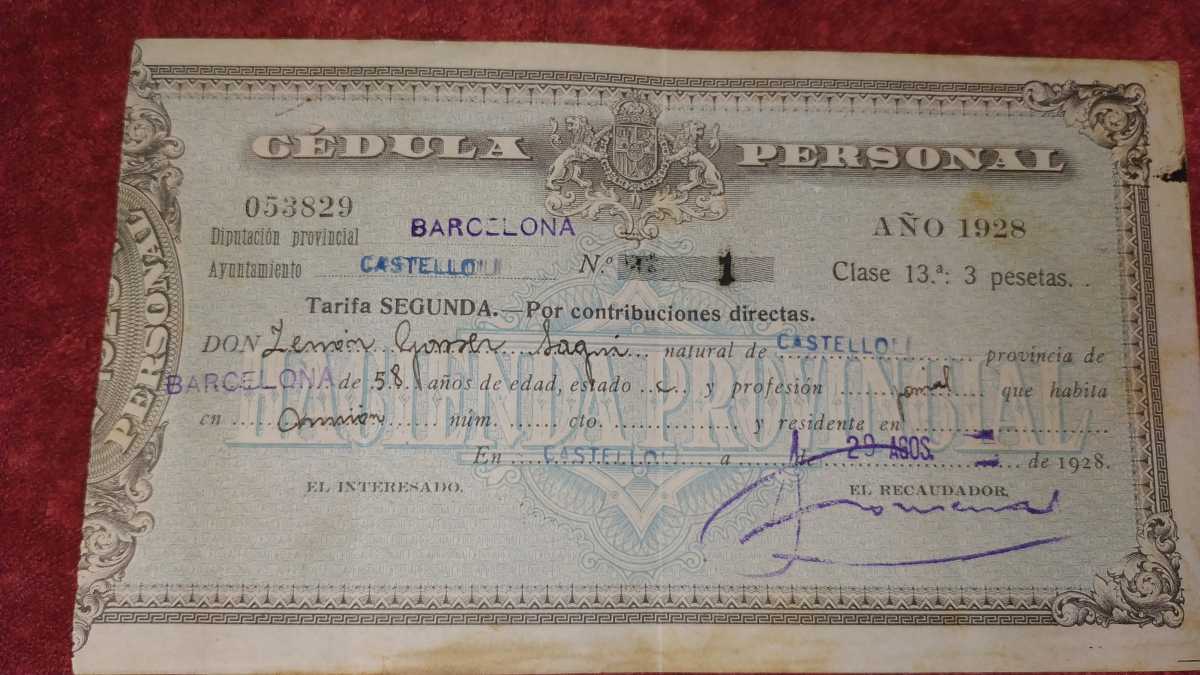 CÉDULA PERSONAL
053829
AÑO 1928
Diputación provincial BARCELONA
Ayuntamiento CASTELLOLI N.º 1
Clase 13.ª: 3 pesetas.
Tarifa SEGUNDA.—Por contribuciones directas.
DON natural de CASTELLOLI provincia de
BARCELONA de 58 años de edad, estado c y profesión que habita
en núm. cto. y residente en
En CASTELLOLI a de 29 AGOS. de 1928.
EL INTERESADO.
EL RECAUDADOR,
HACIENDA PROVINCIAL
PERSONAL